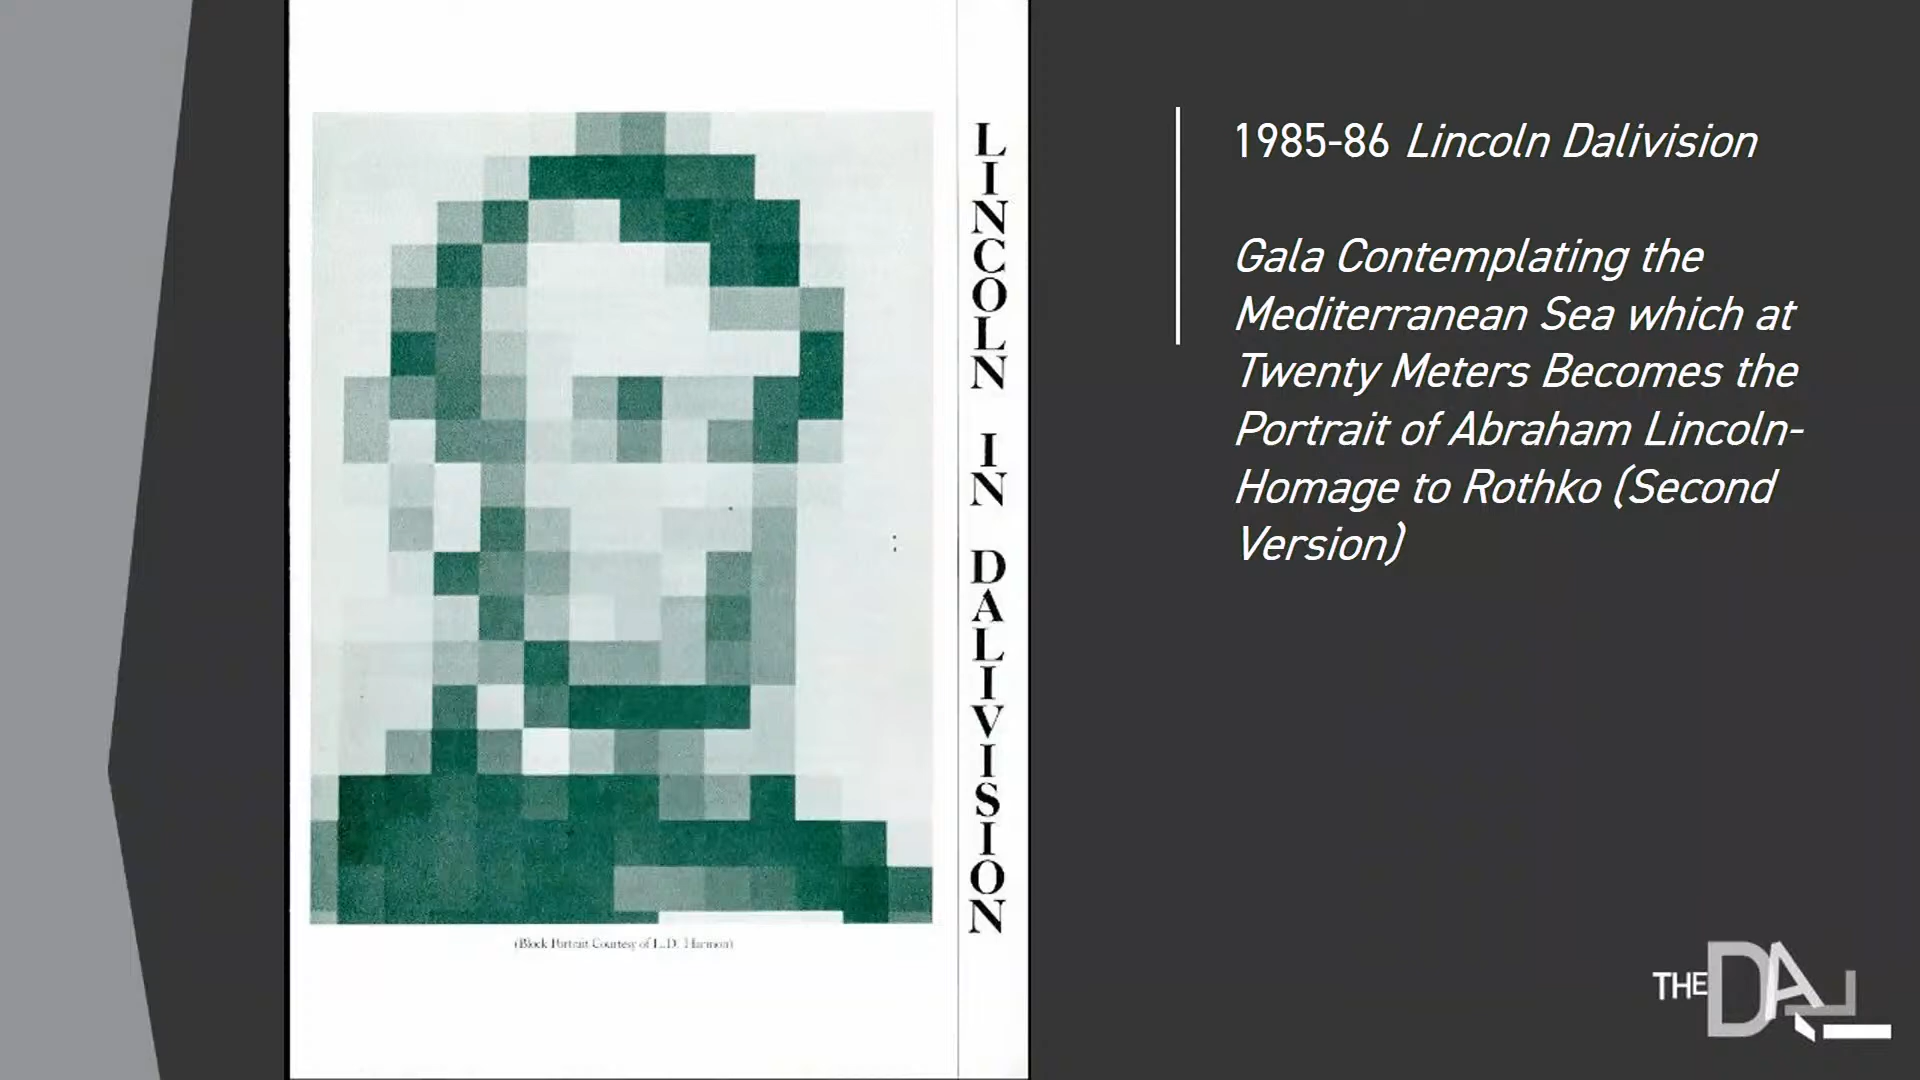 LINCOLN IN DALIVISION
(Block Portrait Courtesy of L.D. Harmon)
1985-86 Lincoln Dalivision
Gala Contemplating the
Mediterranean Sea which at
Twenty Meters Becomes the
Portrait of Abraham Lincoln-
Homage to Rothko (Second
Version)
THE DALÍ